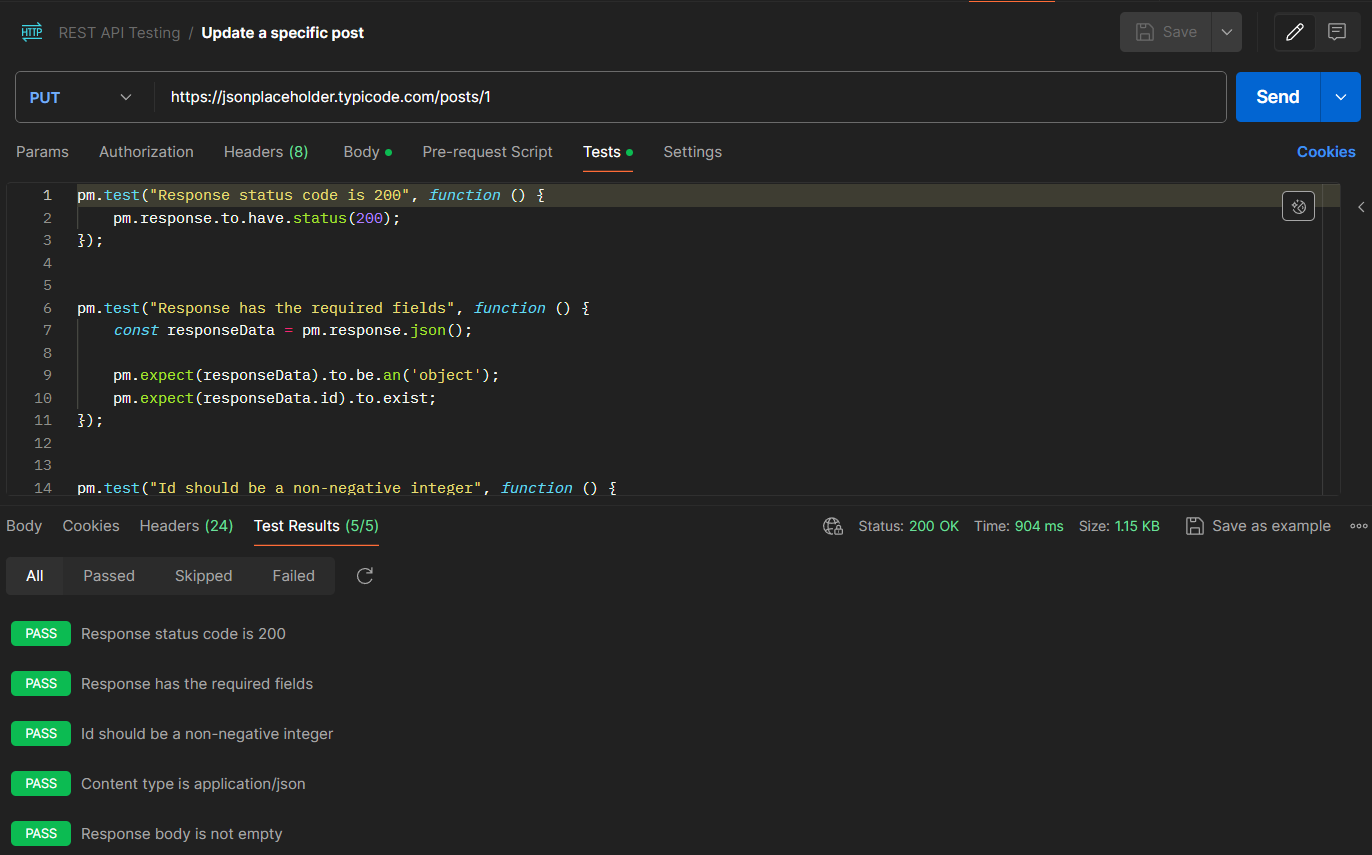 HTTP REST API Testing / Update a specific post Save
PUT https://jsonplaceholder.typicode.com/posts/1 Send
Params Authorization Headers (8) Body Pre-request Script Tests Settings Cookies
1 pm.test("Response status code is 200", function () {
2 pm.response.to.have.status(200);
3 });
4
5
6 pm.test("Response has the required fields", function () {
7 const responseData = pm.response.json();
8
9 pm.expect(responseData).to.be.an('object');
10 pm.expect(responseData.id).to.exist;
11 });
12
13
14 pm.test("Id should be a non-negative integer", function () {
Body Cookies Headers (24) Test Results (5/5) Status: 200 OK Time: 904 ms Size: 1.15 KB Save as example
All Passed Skipped Failed
PASS Response status code is 200
PASS Response has the required fields
PASS Id should be a non-negative integer
PASS Content type is application/json
PASS Response body is not empty